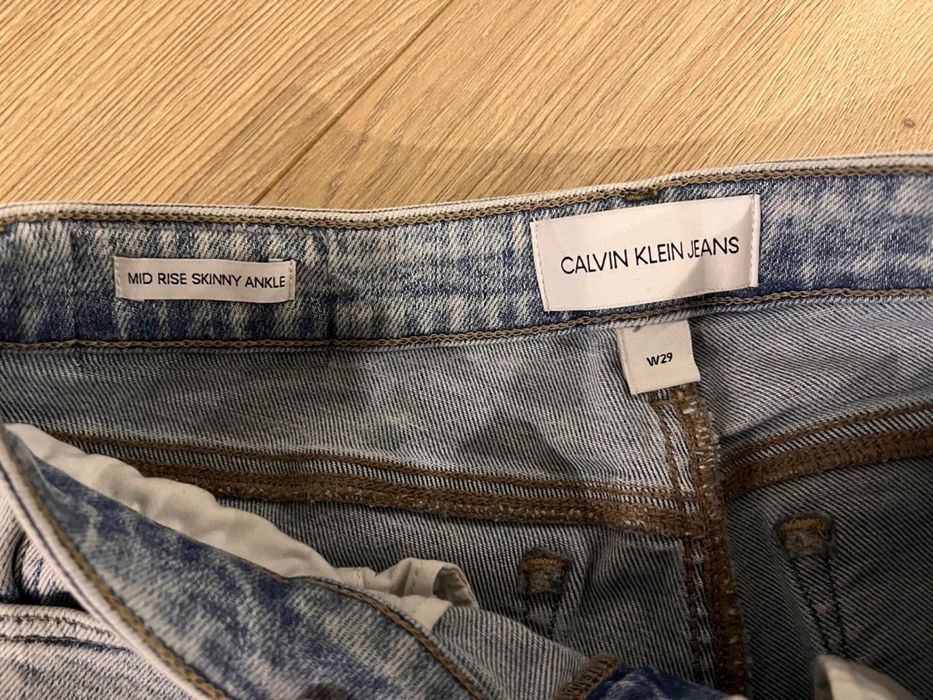 MID RISE SKINNY ANKLE
CALVIN KLEIN JEANS
W29